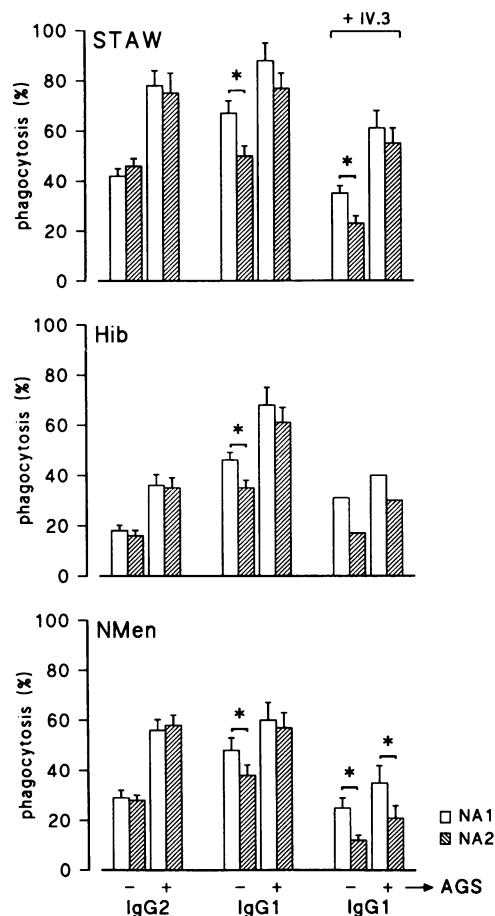 + IV.3
100
STAW
80
60
40
20
0
phagocytosis (%)
*
*
100
Hib
80
60
40
20
0
phagocytosis (%)
*
100
NMen
80
60
40
20
0
phagocytosis (%)
*
*
*
NA1
NA2
− + − + − + → AGS
IgG2 IgG1 IgG1